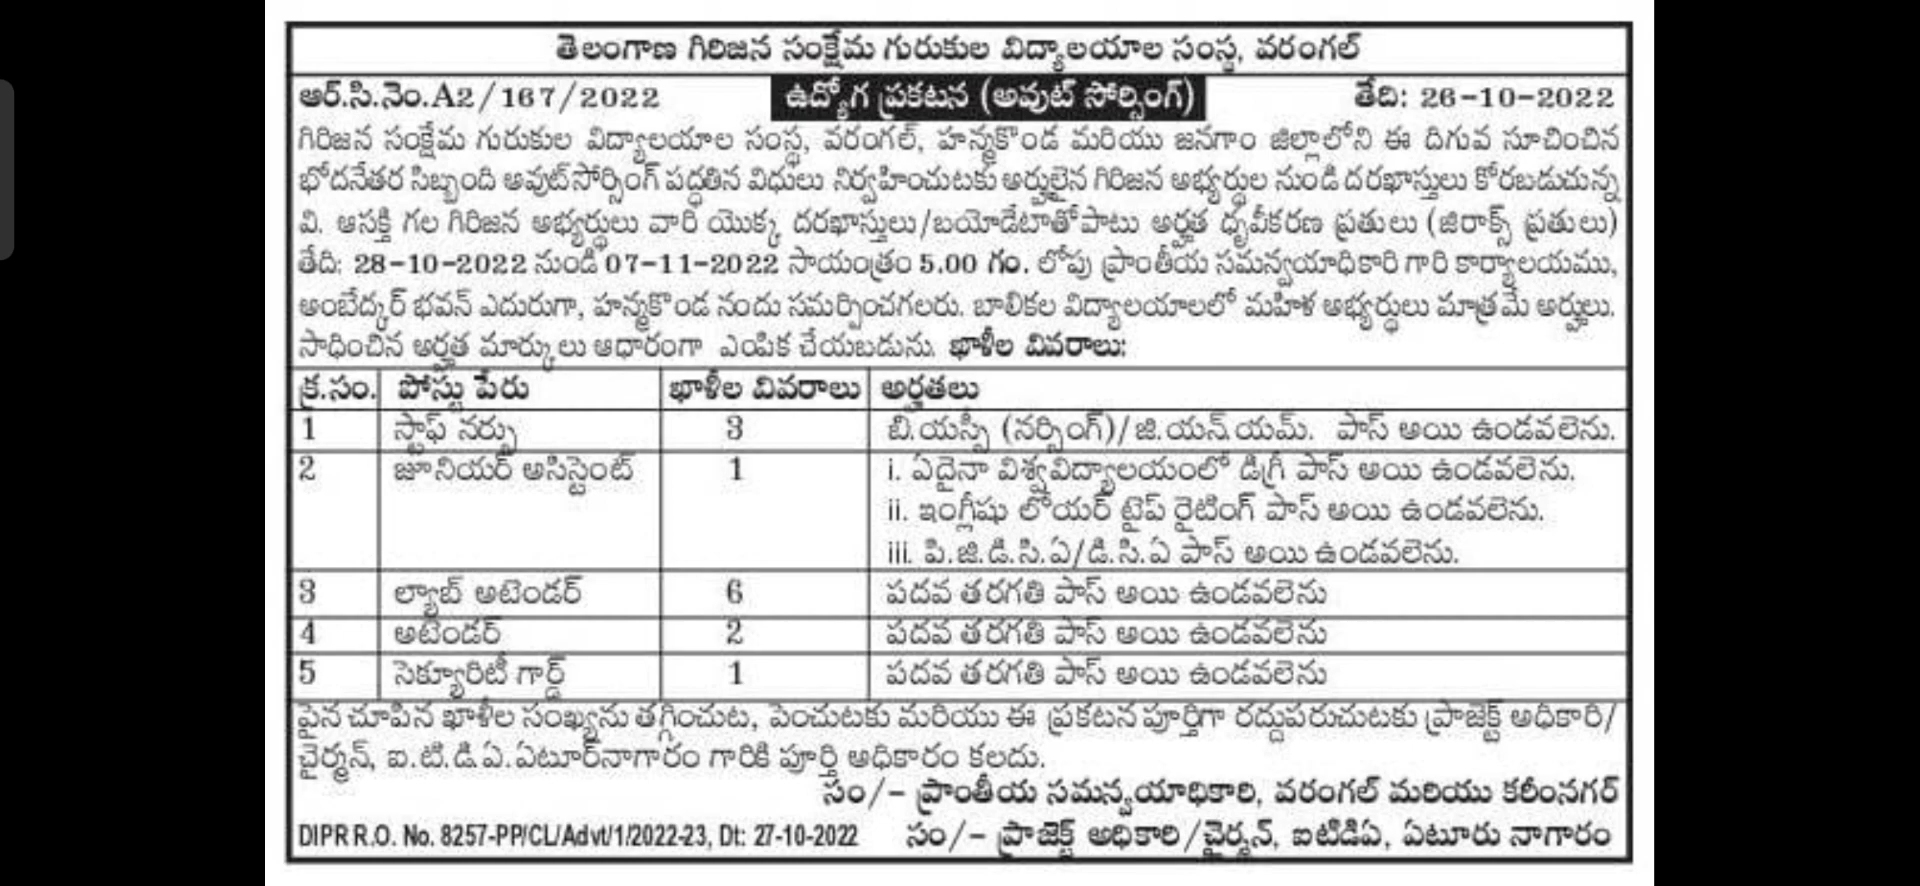 తెలంగాణ గిరిజన సంక్షేమ గురుకుల విద్యాలయాల సంస్థ, వరంగల్
ఆర్.సి.నెం.A2/167/2022 ఉద్యోగ ప్రకటన (అవుట్ సోర్సింగ్) తేది: 26-10-2022
గిరిజన సంక్షేమ గురుకుల విద్యాలయాల సంస్థ, వరంగల్, హన్మకొండ మరియు జనగాం జిల్లాలోని ఈ దిగువ సూచించిన
భోదనేతర సిబ్బంది అవుట్‌సోర్సింగ్ పద్ధతిన విధులు నిర్వహించుటకు అర్హులైన గిరిజన అభ్యర్థుల నుండి దరఖాస్తులు కోరబడుచున్న
వి. ఆసక్తి గల గిరిజన అభ్యర్థులు వారి యొక్క దరఖాస్తులు/బయోడేటాతోపాటు అర్హత ధృవీకరణ ప్రతులు (జిరాక్స్ ప్రతులు)
తేది: 28-10-2022 నుండి 07-11-2022 సాయంత్రం 5.00 గం. లోపు ప్రాంతీయ సమన్వయాధికారి గారి కార్యాలయము,
అంబేద్కర్ భవన్ ఎదురుగా, హన్మకొండ నందు సమర్పించగలరు. బాలికల విద్యాలయాలలో మహిళ అభ్యర్థులు మాత్రమే అర్హులు.
సాధించిన అర్హత మార్కులు ఆధారంగా ఎంపిక చేయబడును. ఖాళీల వివరాలు:
క్ర.సం. పోస్టు పేరు ఖాళీల వివరాలు అర్హతలు
1 స్టాఫ్ నర్సు 3 బి.యస్సీ (నర్సింగ్)/జి.యన్.యమ్. పాస్ అయి ఉండవలెను.
2 జూనియర్ అసిస్టెంట్ 1 i. ఏదైనా విశ్వవిద్యాలయంలో డిగ్రీ పాస్ అయి ఉండవలెను.
ii. ఇంగ్లీషు లోయర్ టైప్ రైటింగ్ పాస్ అయి ఉండవలెను.
iii. పి.జి.డి.సి.ఏ/డి.సి.ఏ పాస్ అయి ఉండవలెను.
3 ల్యాబ్ అటెండర్ 6 పదవ తరగతి పాస్ అయి ఉండవలెను
4 అటెండర్ 2 పదవ తరగతి పాస్ అయి ఉండవలెను
5 సెక్యూరిటీ గార్డ్ 1 పదవ తరగతి పాస్ అయి ఉండవలెను
పైన చూపిన ఖాళీల సంఖ్యను తగ్గించుట, పెంచుటకు మరియు ఈ ప్రకటన పూర్తిగా రద్దుపరుచుటకు ప్రాజెక్ట్ అధికారి/
చైర్మన్, ఐ.టి.డి.ఏ.ఏటూర్‌నాగారం గారికి పూర్తి అధికారం కలదు.
సం/- ప్రాంతీయ సమన్వయాధికారి, వరంగల్ మరియు కరీంనగర్
DIPR R.O. No. 8257-PP/CL/Advt/1/2022-23, Dt: 27-10-2022 సం/- ప్రాజెక్ట్ అధికారి/చైర్మన్, ఐటిడిఏ, ఏటూరు నాగారం